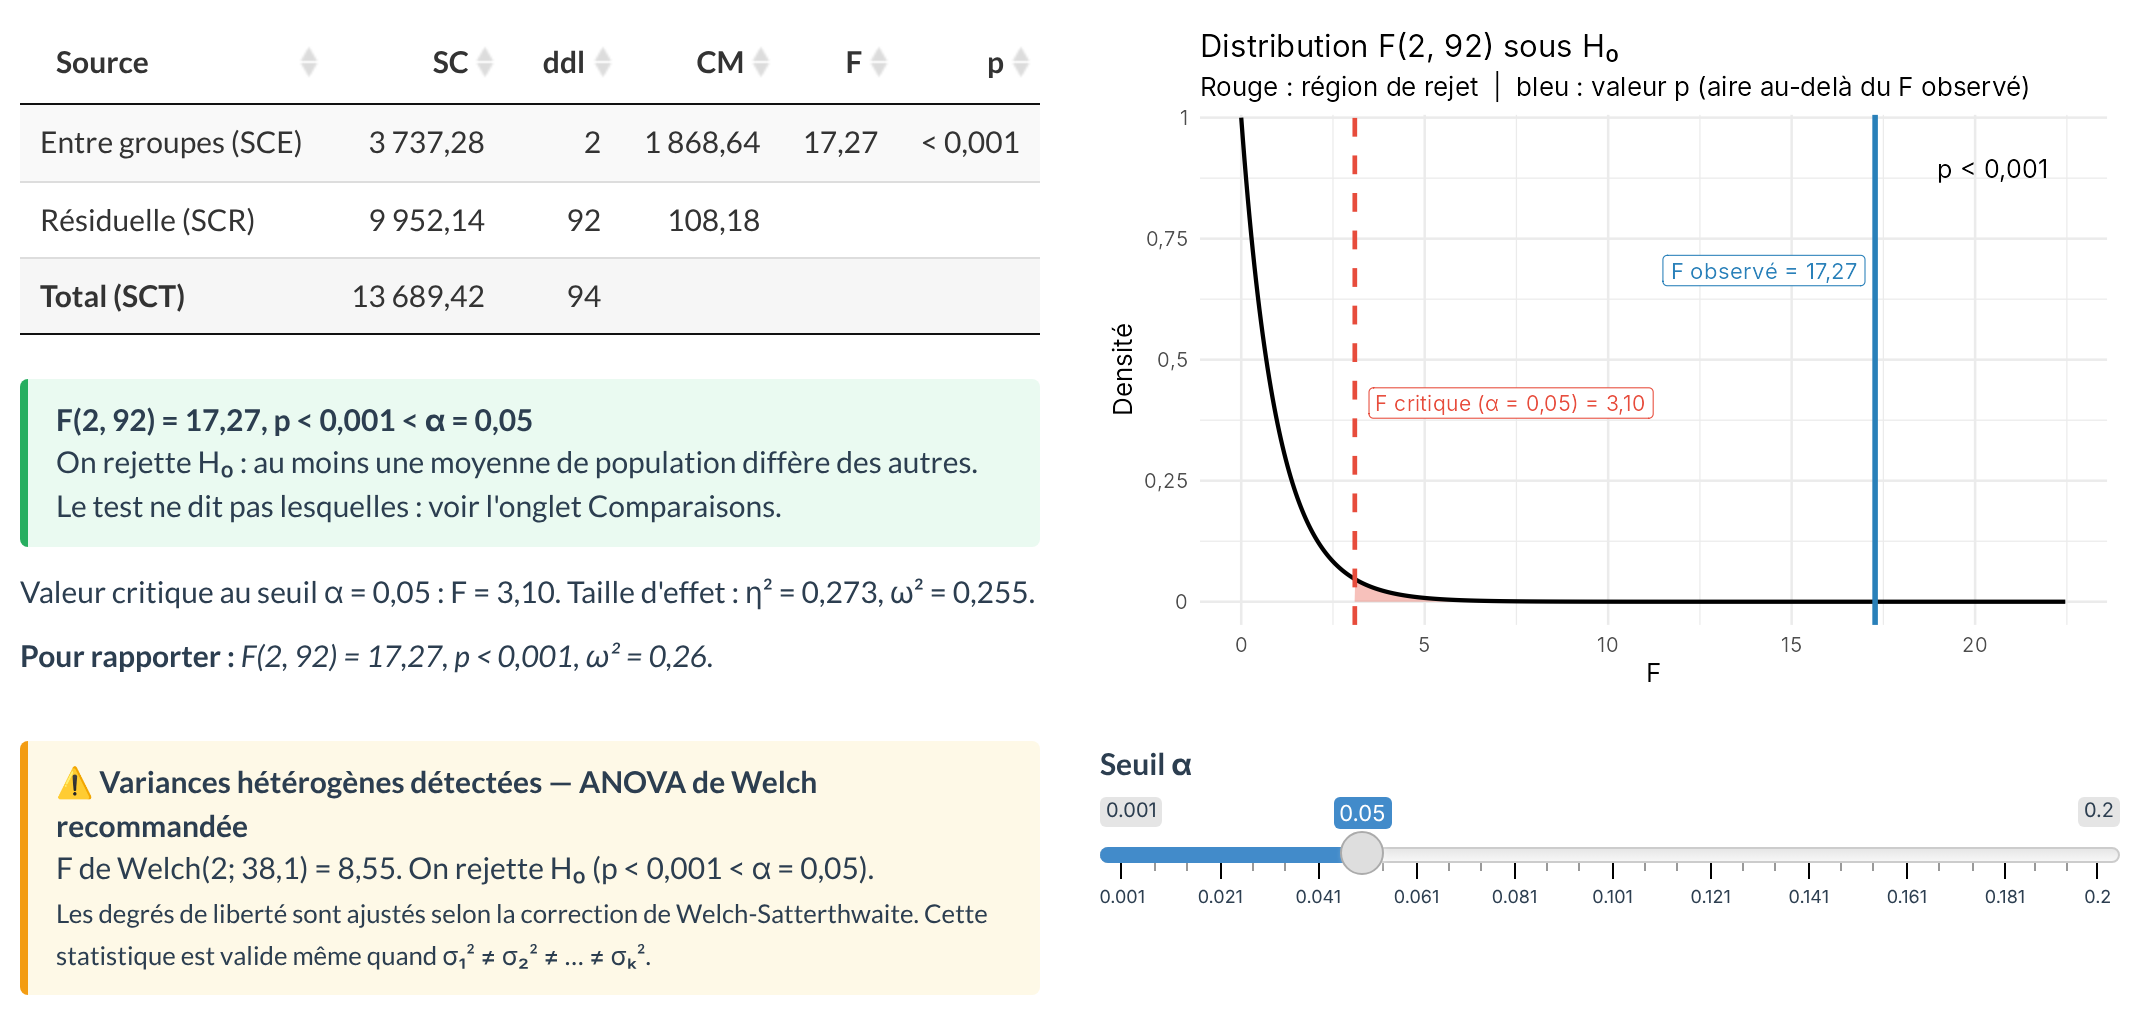 Source SC ddl CM F p
Entre groupes (SCE) 3 737,28 2 1 868,64 17,27 < 0,001
Résiduelle (SCR) 9 952,14 92 108,18
Total (SCT) 13 689,42 94
F(2, 92) = 17,27, p < 0,001 < α = 0,05
On rejette H₀ : au moins une moyenne de population diffère des autres.
Le test ne dit pas lesquelles : voir l'onglet Comparaisons.
Valeur critique au seuil α = 0,05 : F = 3,10. Taille d'effet : η² = 0,273, ω² = 0,255.
Pour rapporter : F(2, 92) = 17,27, p < 0,001, ω² = 0,26.
⚠️ Variances hétérogènes détectées — ANOVA de Welch
recommandée
F de Welch(2; 38,1) = 8,55. On rejette H₀ (p < 0,001 < α = 0,05).
Les degrés de liberté sont ajustés selon la correction de Welch-Satterthwaite. Cette
statistique est valide même quand σ₁² ≠ σ₂² ≠ … ≠ σₖ².
Distribution F(2, 92) sous H₀
Rouge : région de rejet | bleu : valeur p (aire au-delà du F observé)
1
p < 0,001
0,75
F observé = 17,27
0,5
Densité
F critique (α = 0,05) = 3,10
0,25
0
0 5 10 15 20
F
Seuil α
0.001 0.05 0.2
0.001 0.021 0.041 0.061 0.081 0.101 0.121 0.141 0.161 0.181 0.2